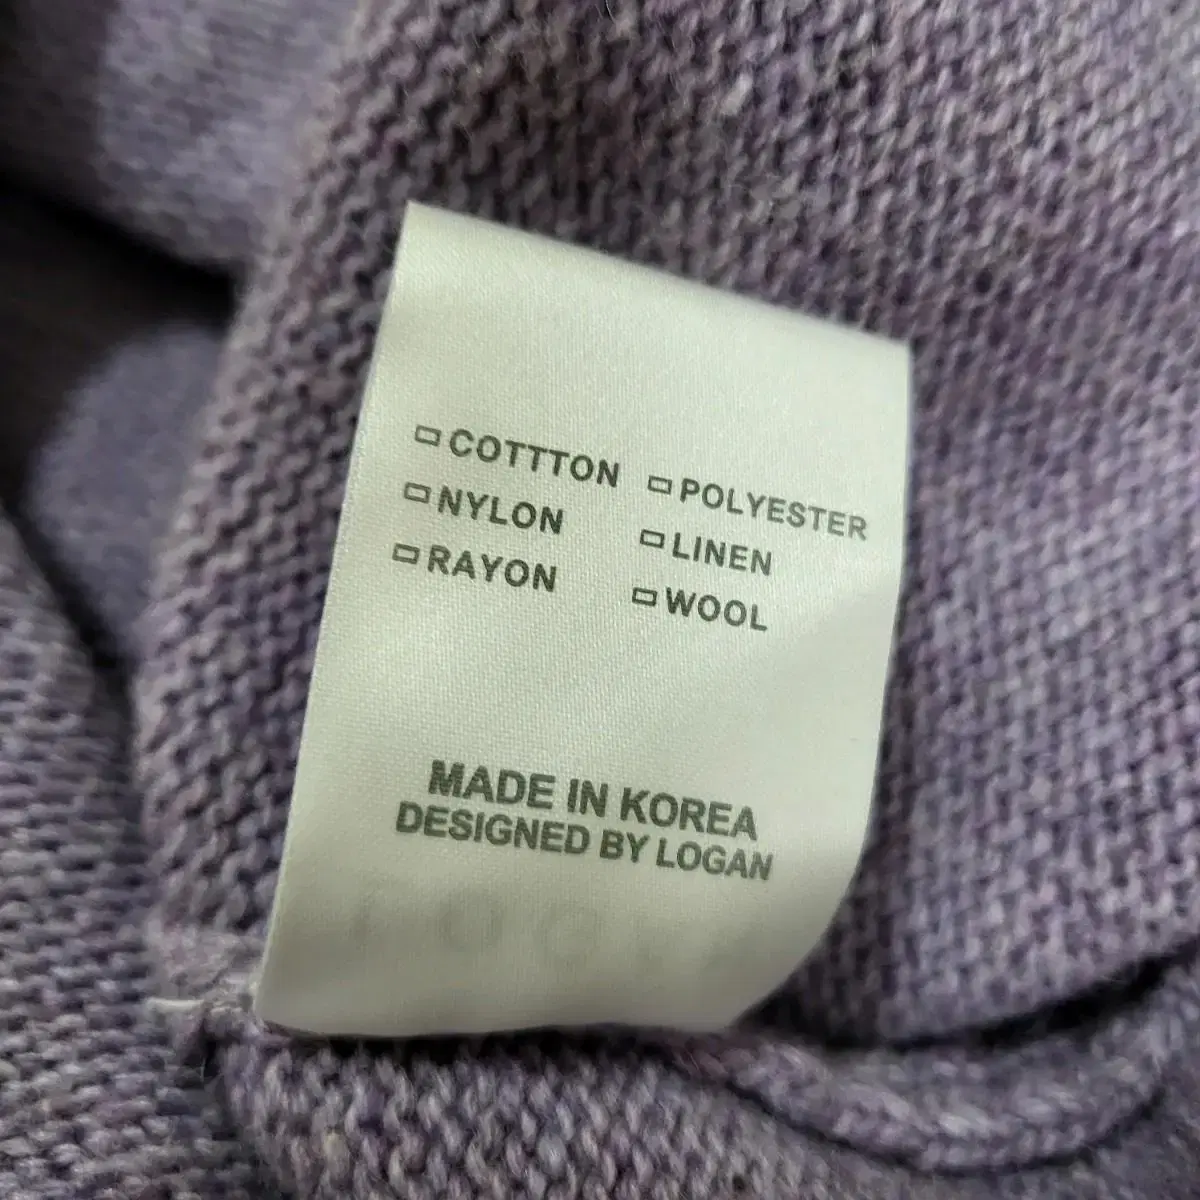 ▭COTTTON ▭POLYESTER
▭NYLON ▭LINEN
▭RAYON ▭WOOL
MADE IN KOREA
DESIGNED BY LOGAN